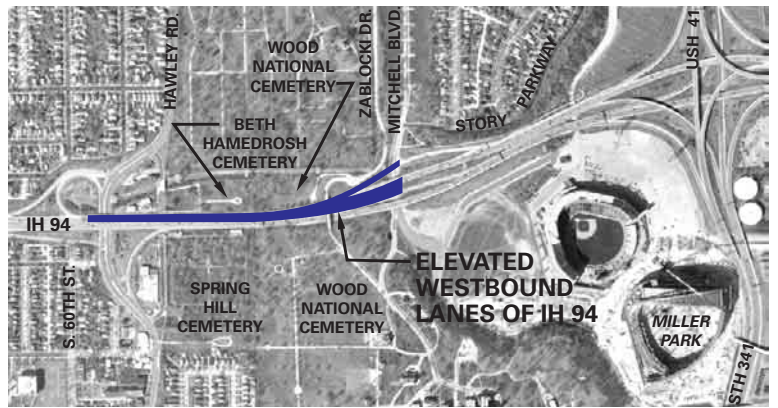 HAWLEY RD.
WOOD
NATIONAL
CEMETERY
ZABLOCKI DR.
MITCHELL BLVD.
STORY
PARKWAY
USH 41
BETH
HAMEDROSH
CEMETERY
IH 94
S. 60TH ST.
SPRING
HILL
CEMETERY
WOOD
NATIONAL
CEMETERY
ELEVATED
WESTBOUND
LANES OF IH 94
MILLER
PARK
STH 341